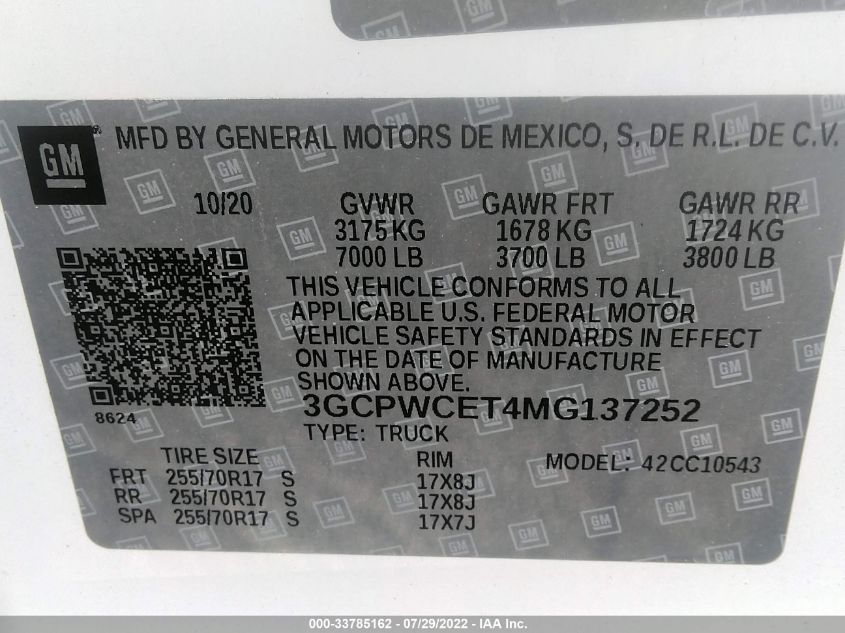 GM ® MFD BY GENERAL MOTORS DE MEXICO, S. DE R.L. DE C.V.
10/20 GVWR GAWR FRT GAWR RR
3175 KG 1678 KG 1724 KG
7000 LB 3700 LB 3800 LB
THIS VEHICLE CONFORMS TO ALL
APPLICABLE U.S. FEDERAL MOTOR
VEHICLE SAFETY STANDARDS IN EFFECT
ON THE DATE OF MANUFACTURE
SHOWN ABOVE.
8624 3GCPWCET4MG137252
TYPE: TRUCK
TIRE SIZE RIM MODEL: 42CC10543
FRT 255/70R17 S 17X8J
RR 255/70R17 S 17X8J
SPA 255/70R17 S 17X7J
000-33785162 - 07/29/2022 - IAA Inc.